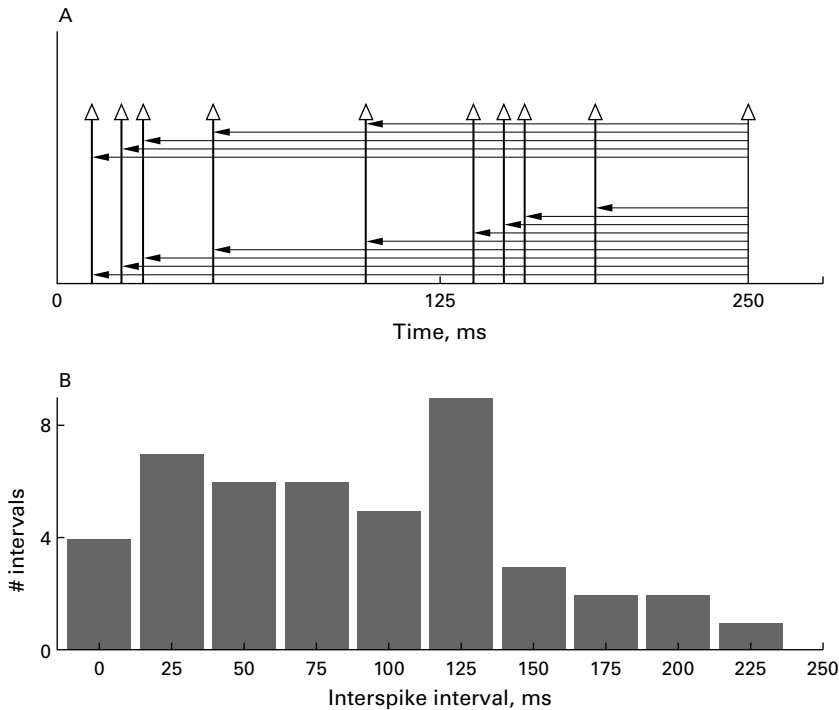 A
0 125 250
Time, ms
B
8
4
0
# intervals
0 25 50 75 100 125 150 175 200 225 250
Interspike interval, ms